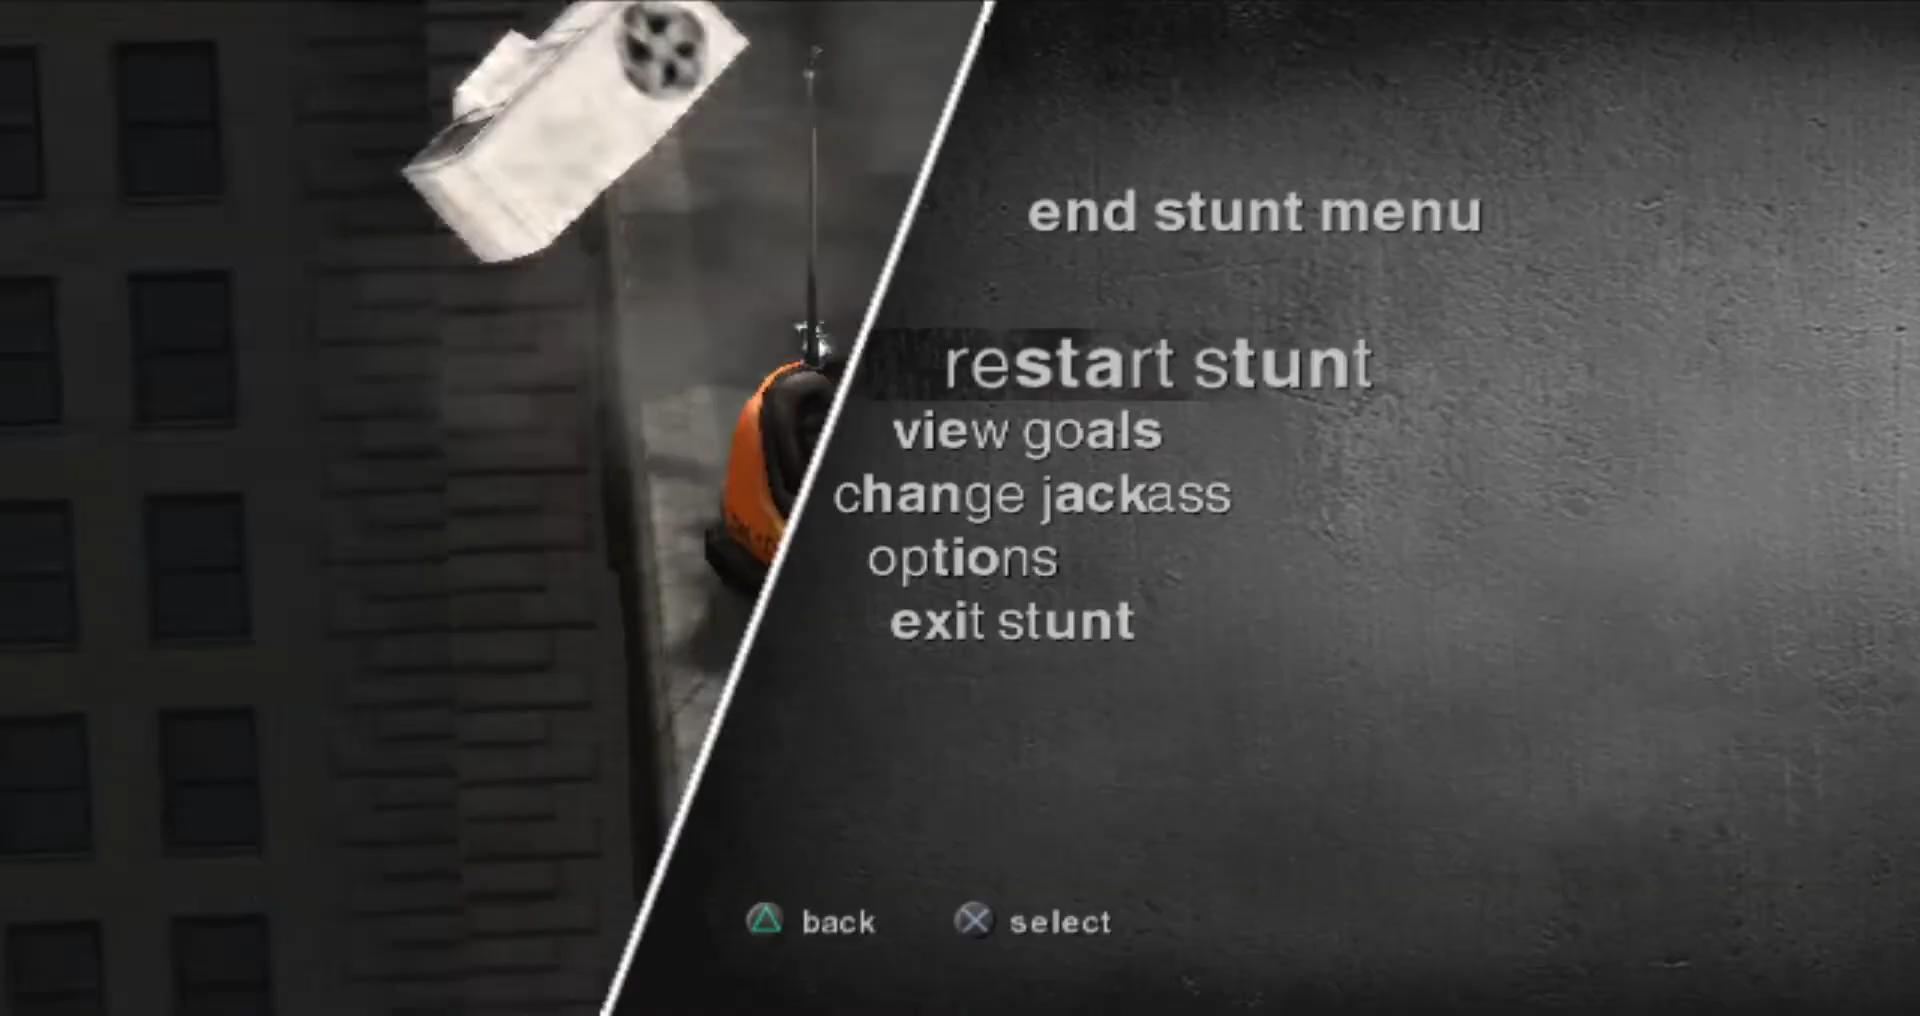 end stunt menu
restart stunt
view goals
change jackass
options
exit stunt
back select